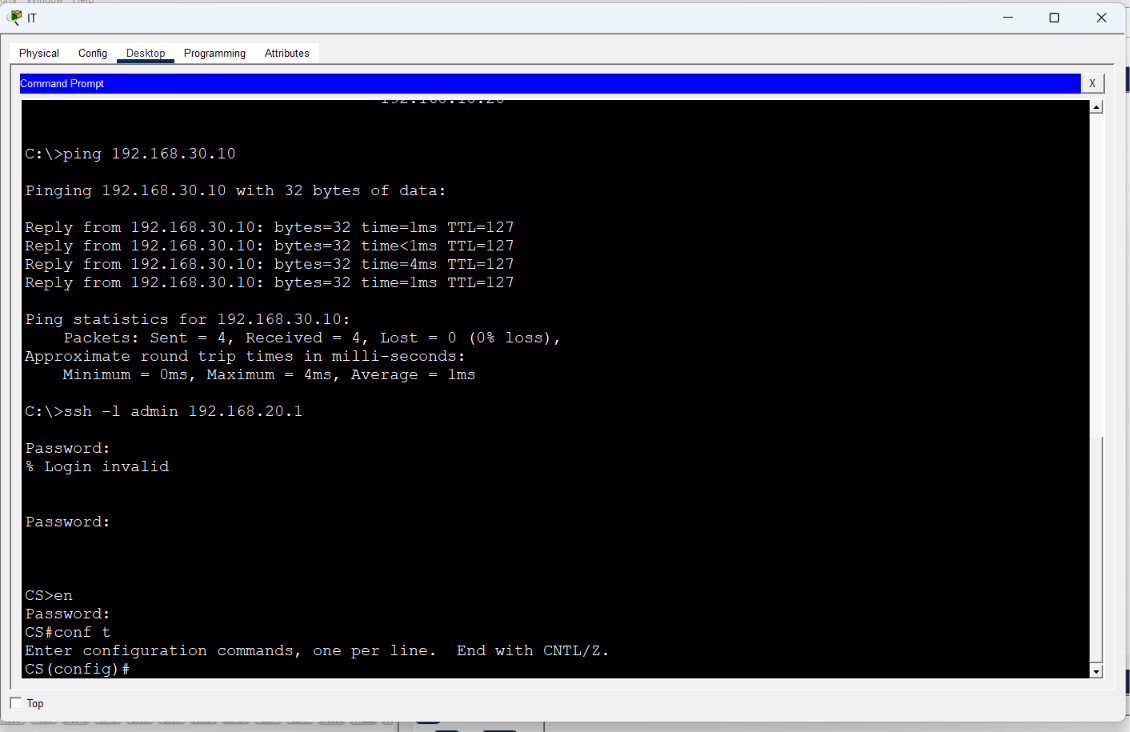 IT
Physical Config Desktop Programming Attributes
Command Prompt X
C:\>ping 192.168.30.10
Pinging 192.168.30.10 with 32 bytes of data:
Reply from 192.168.30.10: bytes=32 time=1ms TTL=127
Reply from 192.168.30.10: bytes=32 time<1ms TTL=127
Reply from 192.168.30.10: bytes=32 time=4ms TTL=127
Reply from 192.168.30.10: bytes=32 time=1ms TTL=127
Ping statistics for 192.168.30.10:
Packets: Sent = 4, Received = 4, Lost = 0 (0% loss),
Approximate round trip times in milli-seconds:
Minimum = 0ms, Maximum = 4ms, Average = 1ms
C:\>ssh -l admin 192.168.20.1
Password:
% Login invalid
Password:
CS>en
Password:
CS#conf t
Enter configuration commands, one per line. End with CNTL/Z.
CS(config)#
Top